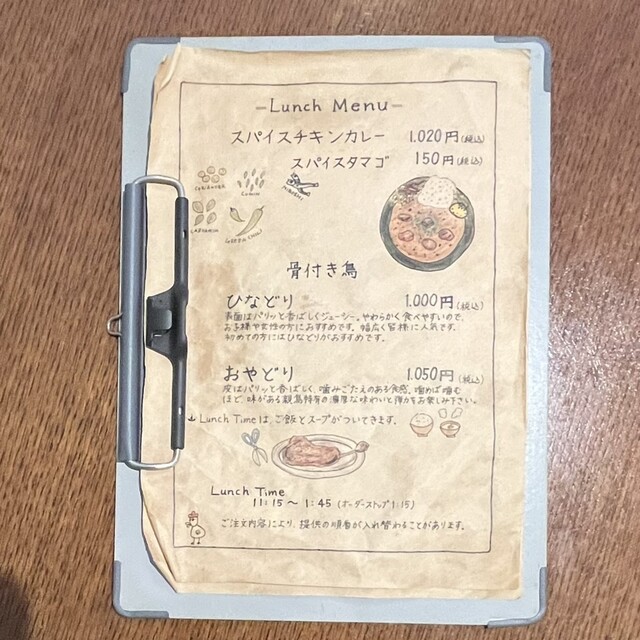 -Lunch Menu-
スパイスチキンカレー 1.020円(税込)
スパイスタマゴ 150円(税込)
CORIANDER
CUMIN
CARDAMON
GREEN CHILI
骨付き鳥
ひなどり 1.000円(税込)
表面はパリッと香ばしくジューシー。やわらかく食べやすいので、
お子様や女性の方におすすめです。幅広く皆様に人気です。
初めての方にはひなどりがおすすめです。
おやどり 1.050円(税込)
皮はパリッと香ばしく、噛みごたえのある食感。噛めば噛む
ほど、味がある親鳥特有の濃厚な味わいと弾力をお楽しみ下さい。
Lunch Timeは、ご飯とスープがついてきます。
Lunch Time
11:15〜1:45 (オーダーストップ1:15)
ご注文内容により、提供の順番が入れ替わることがあります。